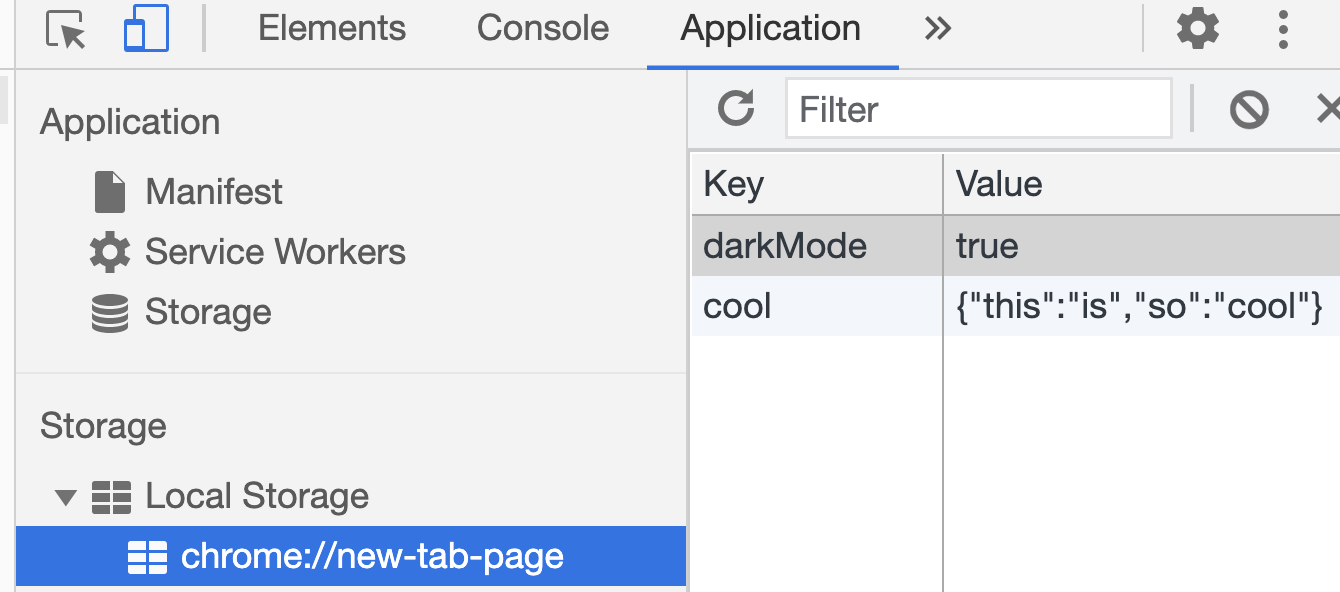 Elements Console Application
Application
Manifest
Service Workers
Storage
Storage
Local Storage
chrome://new-tab-page
Filter
Key Value
darkMode true
cool {"this":"is","so":"cool"}